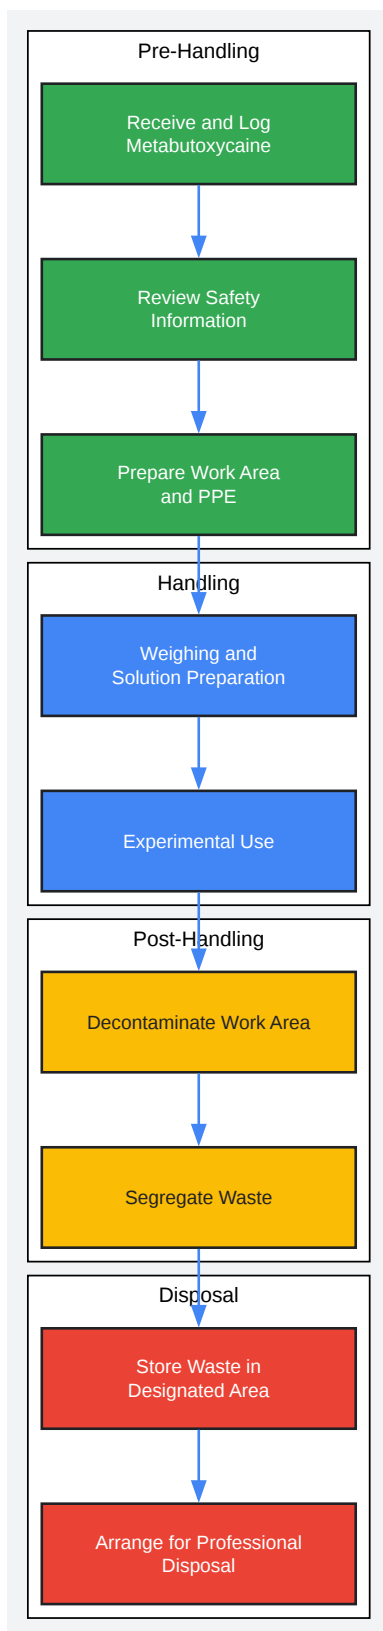 Pre-Handling
Receive and Log
Metabutoxycaine
Review Safety
Information
Prepare Work Area
and PPE
Handling
Weighing and
Solution Preparation
Experimental Use
Post-Handling
Decontaminate Work Area
Segregate Waste
Disposal
Store Waste in
Designated Area
Arrange for Professional
Disposal